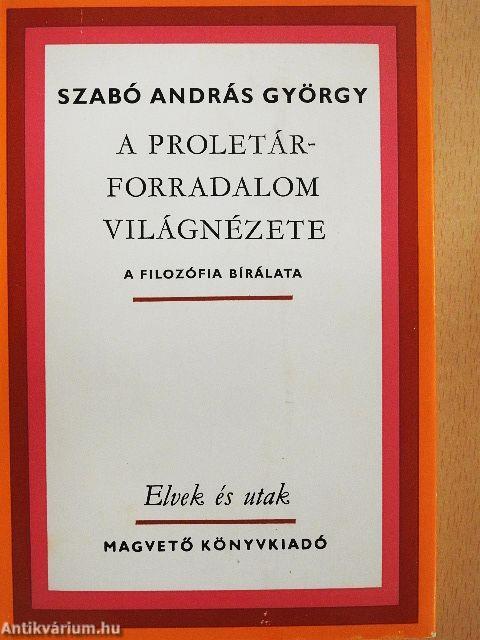 SZABÓ ANDRÁS GYÖRGY
A PROLETÁR-
FORRADALOM
VILÁGNÉZETE
A FILOZÓFIA BÍRÁLATA
Elvek és utak
MAGVETŐ KÖNYVKIADÓ
Antikvárium.hu